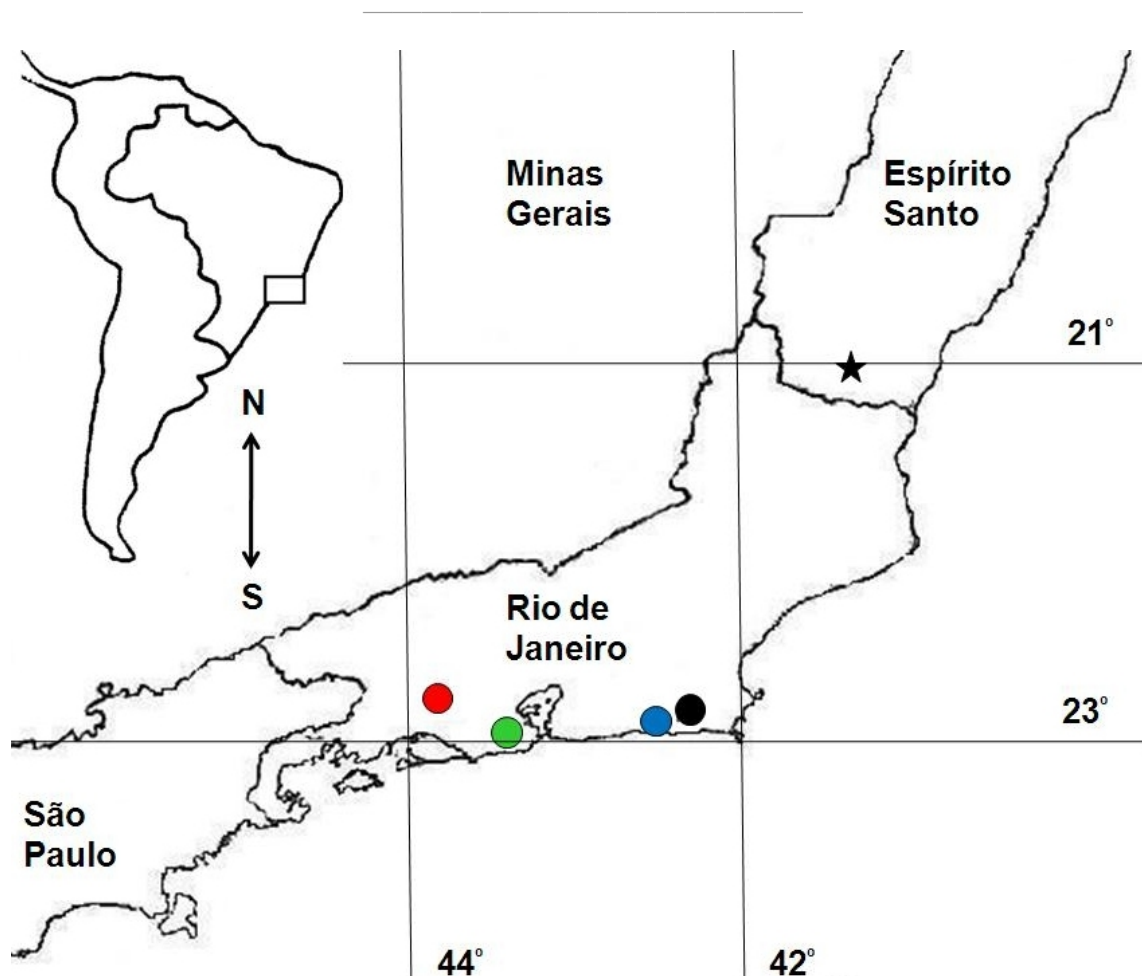 Minas
Gerais
Espírito
Santo
21°
N
S
Rio de
Janeiro
23°
São
Paulo
44°
42°